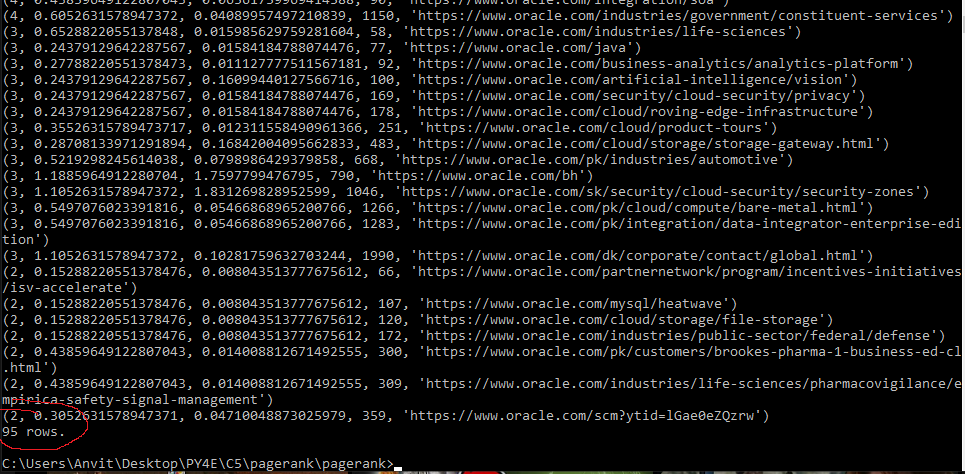 (4, 0.43859649122807043, 0.06561759969414388, 96, 'https://www.oracle.com/integration/soa')
(4, 0.6052631578947372, 0.04089957497210839, 1150, 'https://www.oracle.com/industries/government/constituent-services')
(3, 0.6528822055137848, 0.015985629759281604, 58, 'https://www.oracle.com/industries/life-sciences')
(3, 0.24379129642287567, 0.01584184788074476, 77, 'https://www.oracle.com/java')
(3, 0.27788220551378473, 0.011127777511567181, 92, 'https://www.oracle.com/business-analytics/analytics-platform')
(3, 0.24379129642287567, 0.16099440127566716, 100, 'https://www.oracle.com/artificial-intelligence/vision')
(3, 0.24379129642287567, 0.01584184788074476, 169, 'https://www.oracle.com/security/cloud-security/privacy')
(3, 0.24379129642287567, 0.01584184788074476, 178, 'https://www.oracle.com/cloud/roving-edge-infrastructure')
(3, 0.35526315789473717, 0.012311558490961366, 251, 'https://www.oracle.com/cloud/product-tours')
(3, 0.28708133971291894, 0.16842004095662833, 483, 'https://www.oracle.com/cloud/storage/storage-gateway.html')
(3, 0.5219298245614038, 0.0798986429379858, 668, 'https://www.oracle.com/pk/industries/automotive')
(3, 1.1885964912280704, 1.7597799476795, 790, 'https://www.oracle.com/bh')
(3, 1.1052631578947372, 1.831269828952599, 1046, 'https://www.oracle.com/sk/security/cloud-security/security-zones')
(3, 0.5497076023391816, 0.05466868965200766, 1266, 'https://www.oracle.com/pk/cloud/compute/bare-metal.html')
(3, 0.5497076023391816, 0.05466868965200766, 1283, 'https://www.oracle.com/pk/integration/data-integrator-enterprise-edi
tion')
(3, 1.1052631578947372, 0.10281759632703244, 1990, 'https://www.oracle.com/dk/corporate/contact/global.html')
(2, 0.15288220551378476, 0.008043513777675612, 66, 'https://www.oracle.com/partnernetwork/program/incentives-initiatives
/isv-accelerate')
(2, 0.15288220551378476, 0.008043513777675612, 107, 'https://www.oracle.com/mysql/heatwave')
(2, 0.15288220551378476, 0.008043513777675612, 120, 'https://www.oracle.com/cloud/storage/file-storage')
(2, 0.15288220551378476, 0.008043513777675612, 172, 'https://www.oracle.com/industries/public-sector/federal/defense')
(2, 0.43859649122807043, 0.014008812671492555, 300, 'https://www.oracle.com/pk/customers/brookes-pharma-1-business-ed-cl
.html')
(2, 0.43859649122807043, 0.014008812671492555, 309, 'https://www.oracle.com/industries/life-sciences/pharmacovigilance/e
mpirica-safety-signal-management')
(2, 0.3052631578947371, 0.04710048873025979, 359, 'https://www.oracle.com/scm?ytid=lGae0eZQzrw')
95 rows.
C:\Users\Anvit\Desktop\PY4E\C5\pagerank\pagerank>